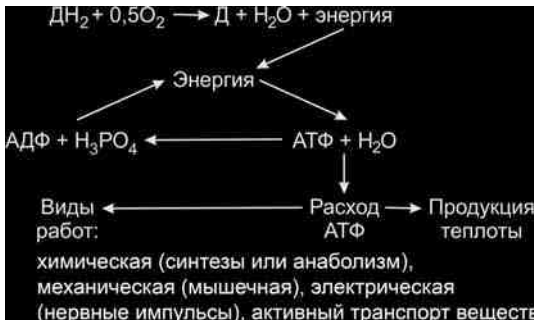 ДН₂ + 0,5О₂ → Д + Н₂О + энергия
Энергия
АДФ + Н₃РО₄ ← АТФ + Н₂О
Виды работ: ← Расход АТФ → Продукция теплоты
химическая (синтезы или анаболизм),
механическая (мышечная), электрическая
(нервные импульсы), активный транспорт веществ